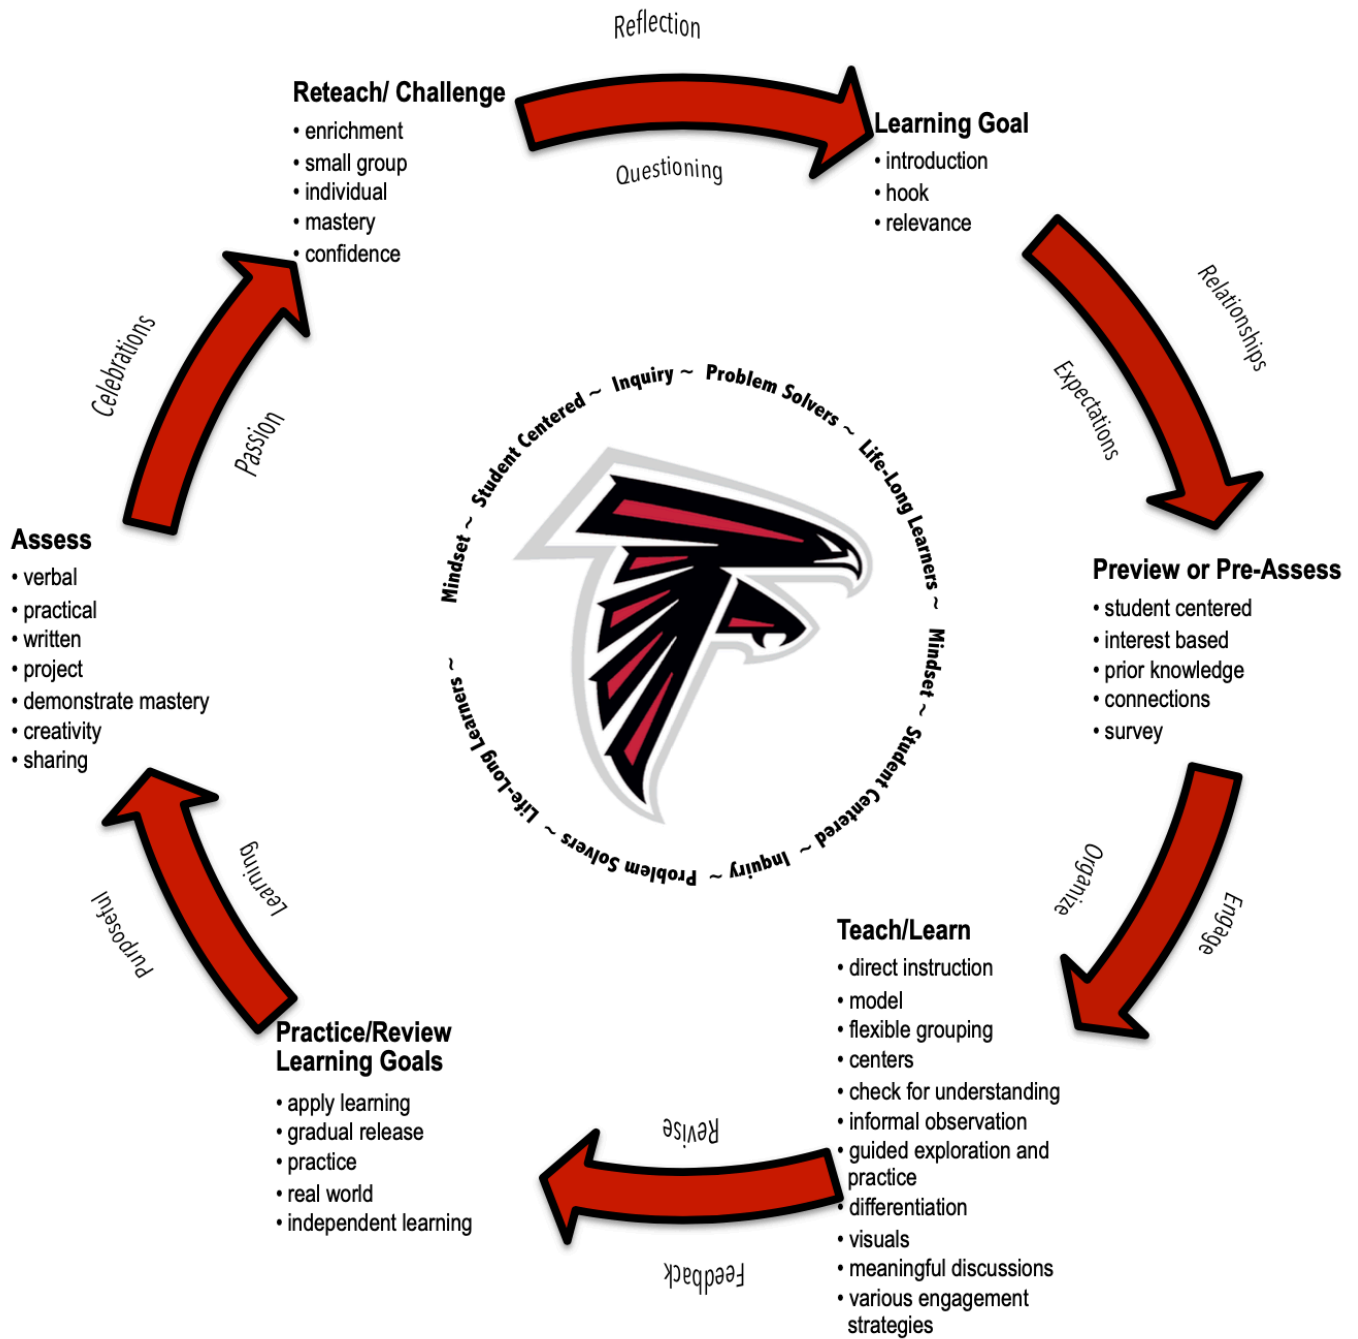 Reflection
Questioning
Reteach/ Challenge
• enrichment
• small group
• individual
• mastery
• confidence
Learning Goal
• introduction
• hook
• relevance
Relationships
Expectations
Preview or Pre-Assess
• student centered
• interest based
• prior knowledge
• connections
• survey
Organize
Engage
Teach/Learn
• direct instruction
• model
• flexible grouping
• centers
• check for understanding
• informal observation
• guided exploration and
practice
• differentiation
• visuals
• meaningful discussions
• various engagement
strategies
Revise
Feedback
Practice/Review
Learning Goals
• apply learning
• gradual release
• practice
• real world
• independent learning
Learning
Purposeful
Assess
• verbal
• practical
• written
• project
• demonstrate mastery
• creativity
• sharing
Celebrations
Passion
Mindset ~ Student Centered ~ Inquiry ~ Problem Solvers ~ Life-Long Learners ~ Mindset ~ Student Centered ~ Inquiry ~ Problem Solvers ~ Life-Long Learners ~